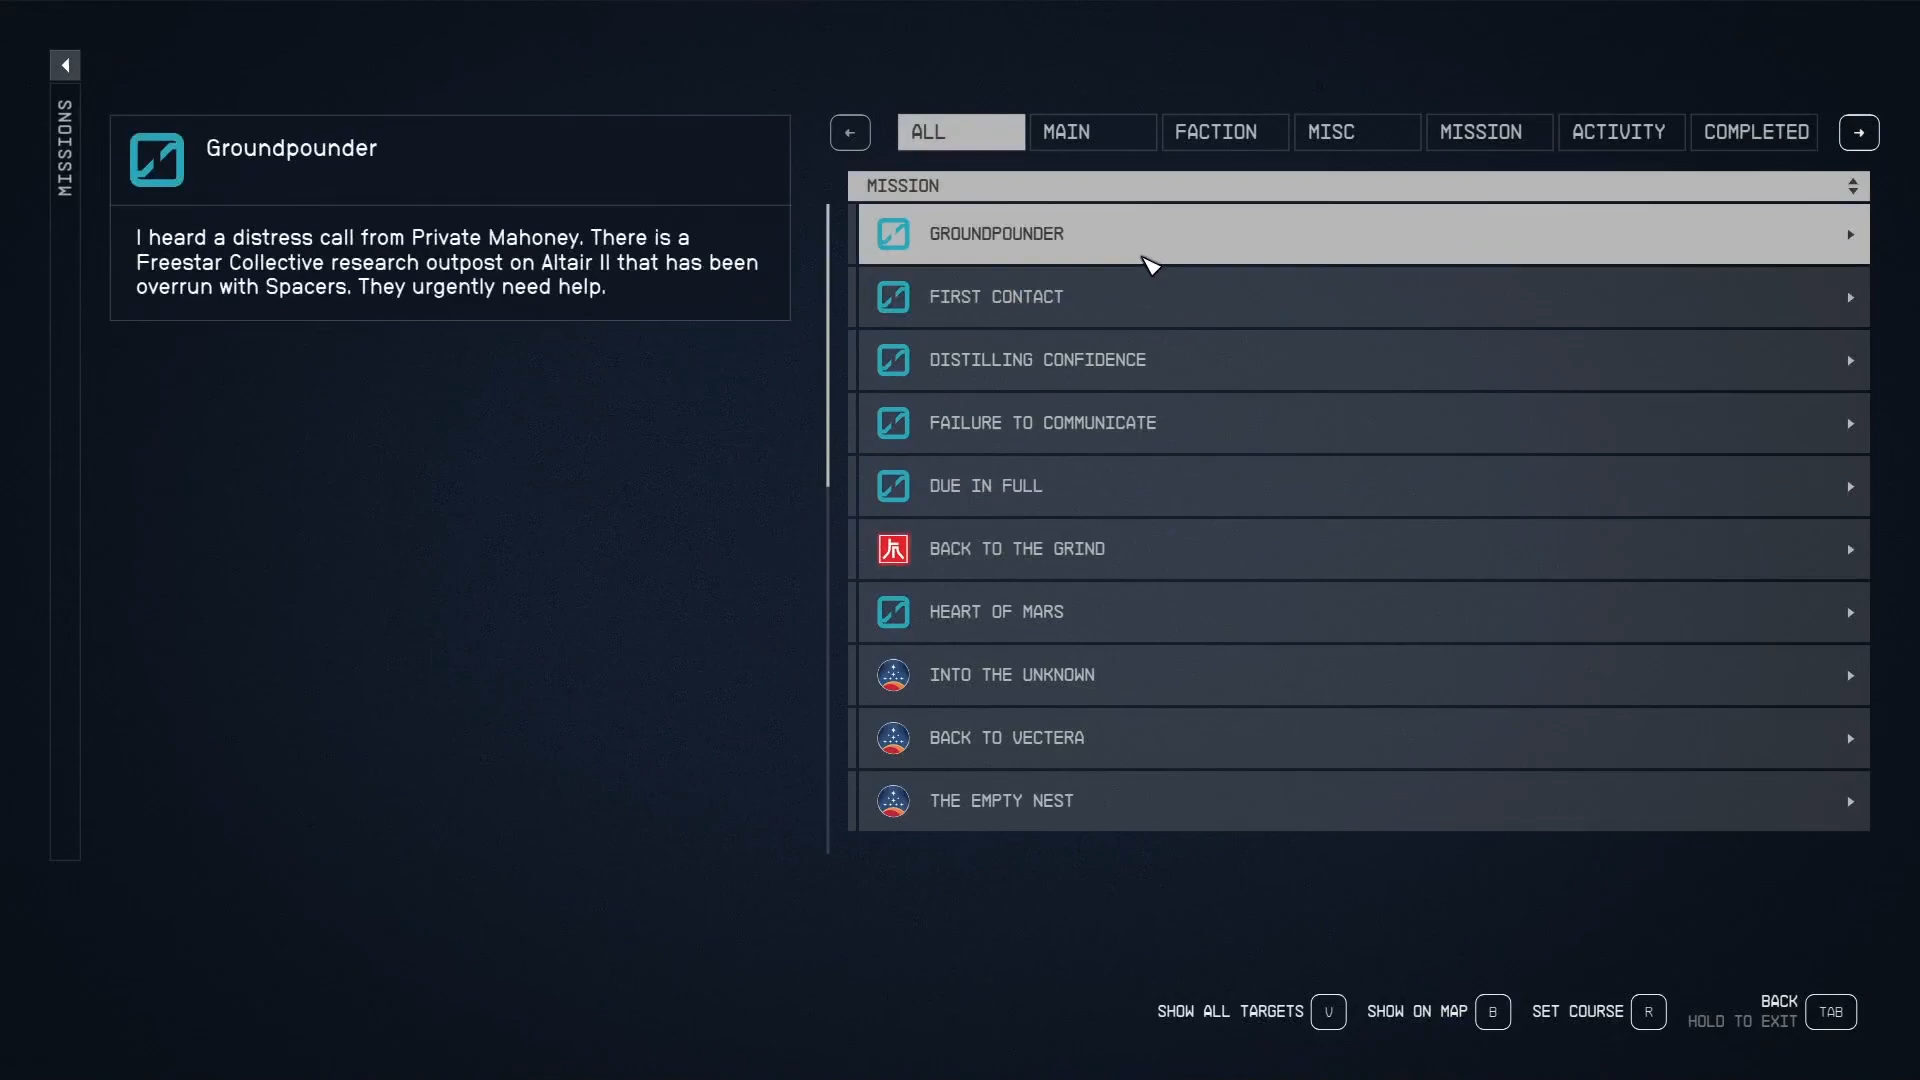 MISSIONS
Groundpounder
I heard a distress call from Private Mahoney. There is a
Freestar Collective research outpost on Altair II that has been
overrun with Spacers. They urgently need help.
ALL
MAIN
FACTION
MISC
MISSION
ACTIVITY
COMPLETED
MISSION
GROUNDPOUNDER
FIRST CONTACT
DISTILLING CONFIDENCE
FAILURE TO COMMUNICATE
DUE IN FULL
BACK TO THE GRIND
HEART OF MARS
INTO THE UNKNOWN
BACK TO VECTERA
THE EMPTY NEST
SHOW ALL TARGETS V
SHOW ON MAP B
SET COURSE R
BACK
HOLD TO EXIT
TAB